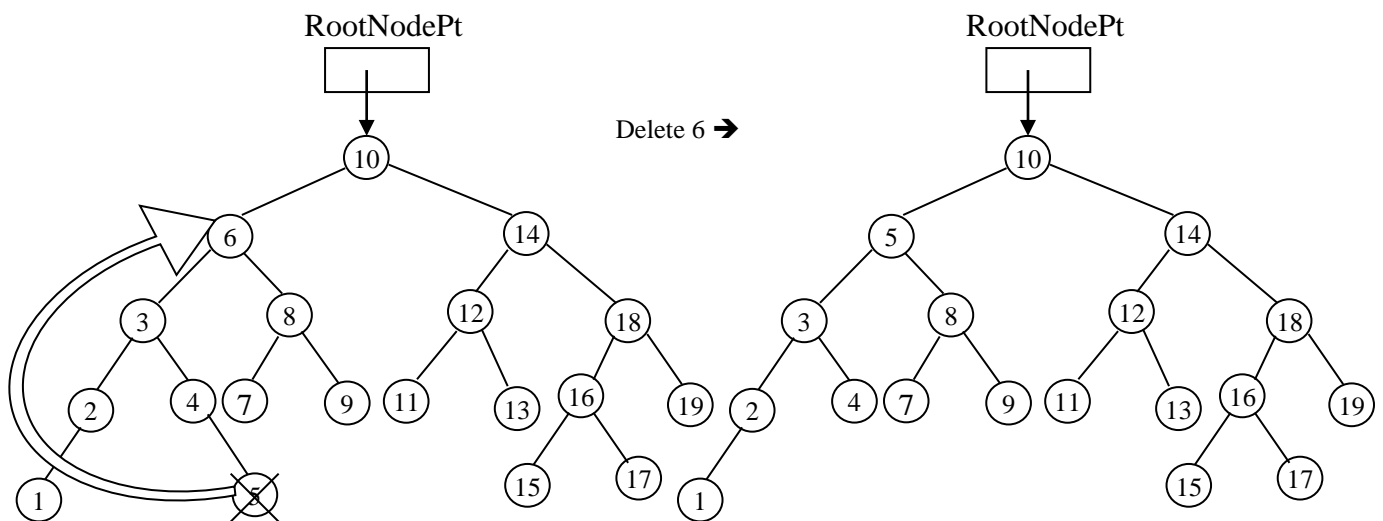 RootNodePt RootNodePt
Delete 6 ➔
10 10
6 14 5 14
3 8 12 18 3 8 12 18
2 4 7 9 11 13 16 19 2 4 7 9 11 13 16 19
1 5 15 17 1 15 17